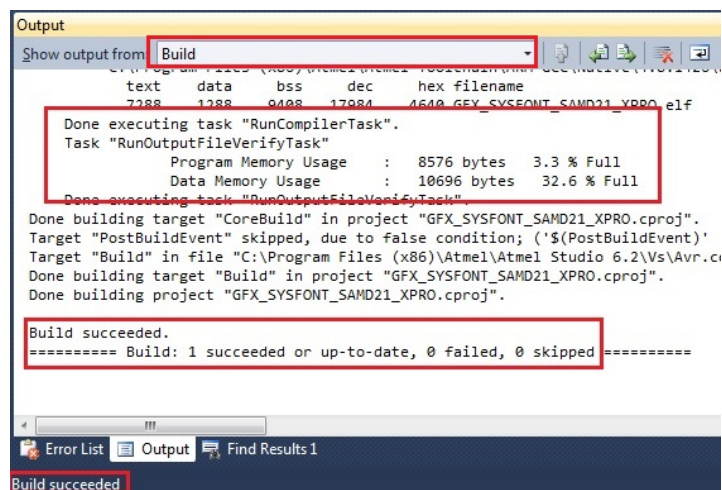 Output
Show output from: Build
text data bss dec hex filename
7288 1288 9408 17984 4640 GFX_SYSFONT_SAMD21_XPRO.elf
Done executing task "RunCompilerTask".
Task "RunOutputFileVerifyTask"
Program Memory Usage : 8576 bytes 3.3 % Full
Data Memory Usage : 10696 bytes 32.6 % Full
Done executing task "RunOutputFileVerifyTask".
Done building target "CoreBuild" in project "GFX_SYSFONT_SAMD21_XPRO.cproj".
Target "PostBuildEvent" skipped, due to false condition; ('$(PostBuildEvent)'
Target "Build" in file "C:\Program Files (x86)\Atmel\Atmel Studio 6.2\Vs\Avr.co
Done building target "Build" in project "GFX_SYSFONT_SAMD21_XPRO.cproj".
Done building project "GFX_SYSFONT_SAMD21_XPRO.cproj".
Build succeeded.
========== Build: 1 succeeded or up-to-date, 0 failed, 0 skipped ==========
Error List Output Find Results 1
Build succeeded